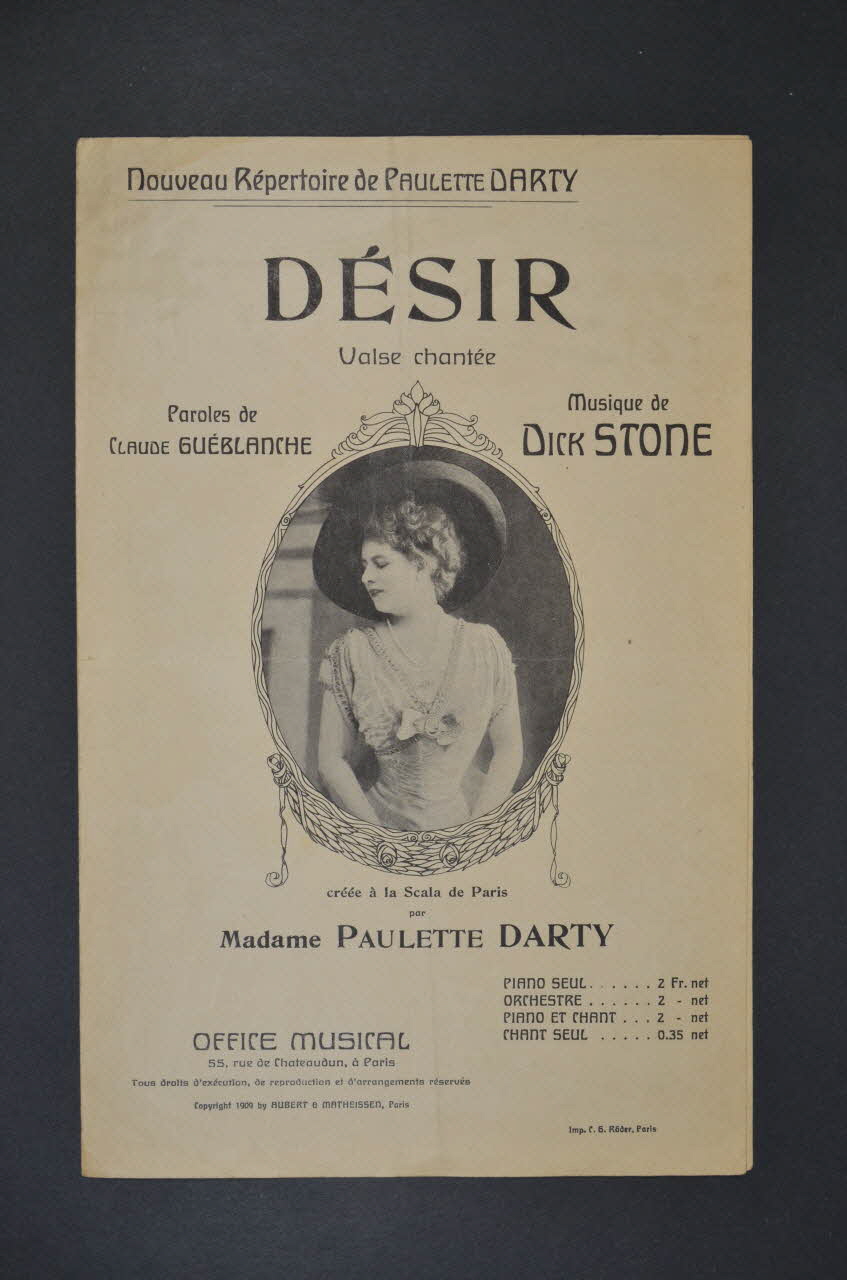 Nouveau Répertoire de PAULETTE DARTY
DÉSIR
Valse chantée
Paroles de
CLAUDE GUÉBLANCHE
Musique de
DICK STONE
créée à la Scala de Paris
par
Madame PAULETTE DARTY
PIANO SEUL . . . . . . 2 Fr. net
ORCHESTRE . . . . . . 2 - net
PIANO ET CHANT . . . 2 - net
CHANT SEUL . . . . . 0.35 net
OFFICE MUSICAL
55, rue de Chateaudun, à Paris
Tous droits d'exécution, de reproduction et d'arrangements réservés
Copyright 1909 by AUBERT & MATHEISSEN, Paris
Imp. C. G. Röder, Paris